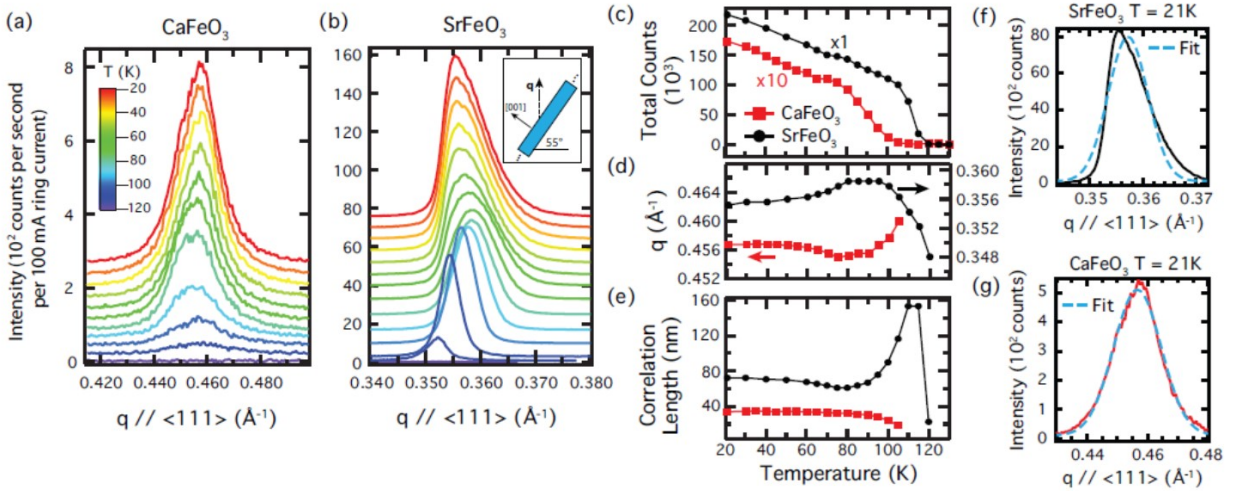 (a) CaFeO3
Intensity (10² counts per second
per 100 mA ring current)
8
6
4
2
0
T (K)
20
40
60
80
100
120
0.420 0.440 0.460 0.480
q // <111> (Å⁻¹)
(b) SrFeO3
160
140
120
100
80
60
40
20
0
q
[001]
55°
0.340 0.350 0.360 0.370 0.380
q // <111> (Å⁻¹)
(c)
Total Counts
(10³)
200
150
100
50
0
x1
x10
CaFeO3
SrFeO3
(d)
q (Å⁻¹)
0.464
0.460
0.456
0.452
0.360
0.356
0.352
0.348
(e)
Correlation
Length (nm)
160
120
80
40
20 40 60 80 100 120
Temperature (K)
(f) SrFeO3 T = 21K
Intensity (10² counts)
80
60
40
20
0
Fit
0.35 0.36 0.37
q // <111> (Å⁻¹)
(g) CaFeO3 T = 21K
Intensity (10² counts)
5
4
3
2
1
0
Fit
0.44 0.46 0.48
q // <111> (Å⁻¹)